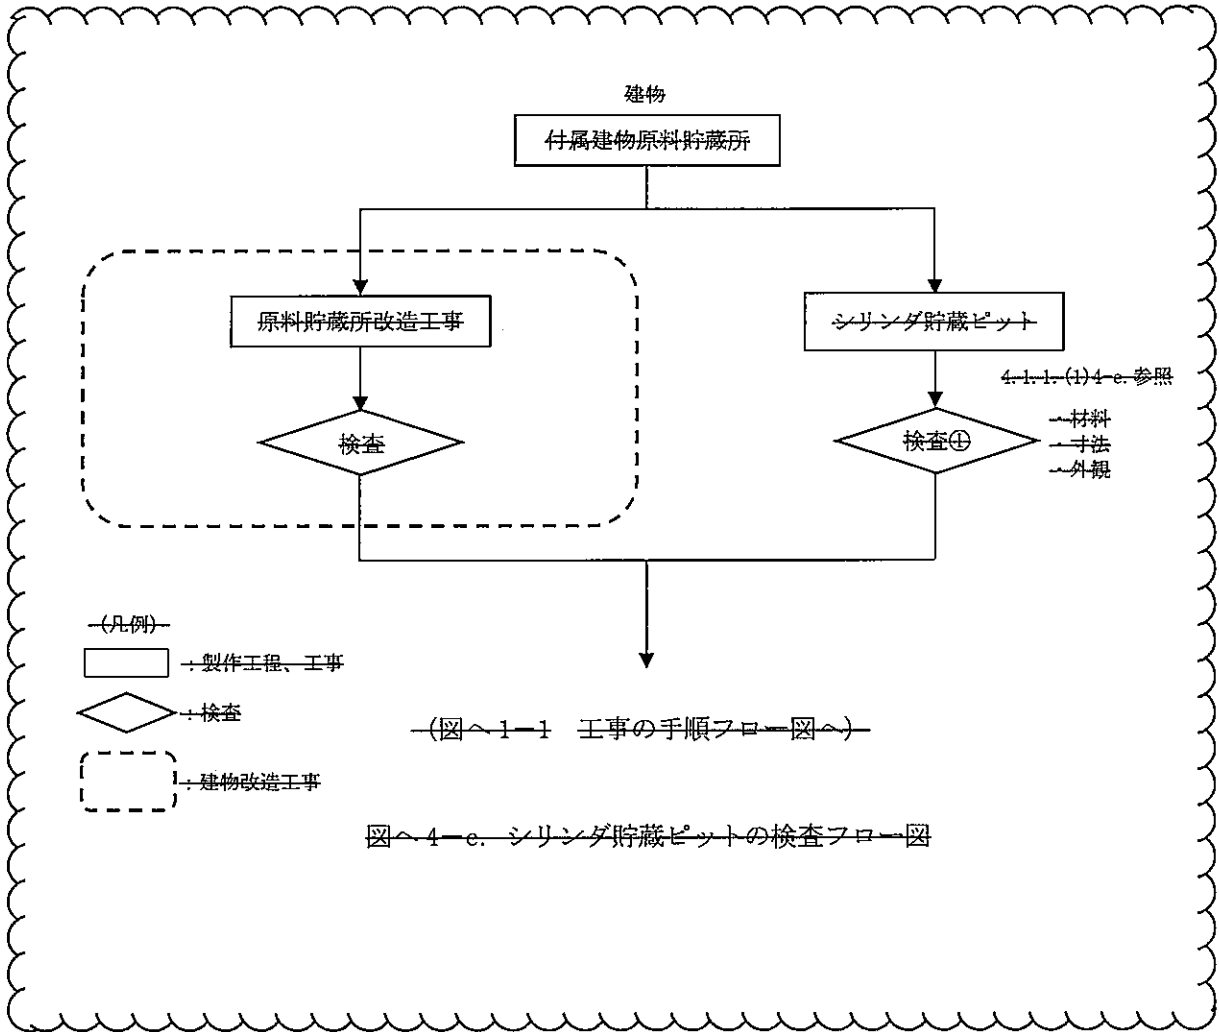 建物
付属建物原料貯蔵所
原料貯蔵所改造工事
シリンダ貯蔵ピット
4.1.1.(1)4-c.参照
検査
検査①
・材料
・寸法
・外観
(凡例)
：製作工程、工事
：検査
：建物改造工事
(図へ1-1 工事の手順フロー図へ)
図へ4-c. シリンダ貯蔵ピットの検査フロー図